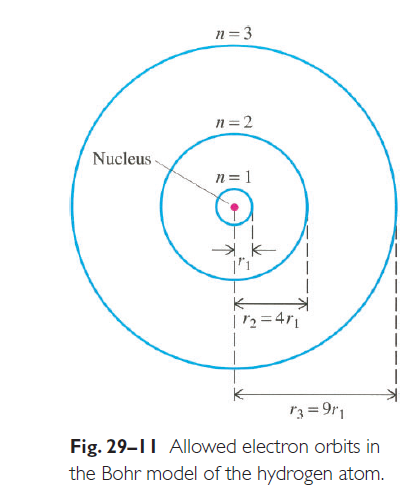 n = 3
n = 2
Nucleus
n = 1
r₁
r₂ = 4r₁
r₃ = 9r₁
Fig. 29–11 Allowed electron orbits in
the Bohr model of the hydrogen atom.